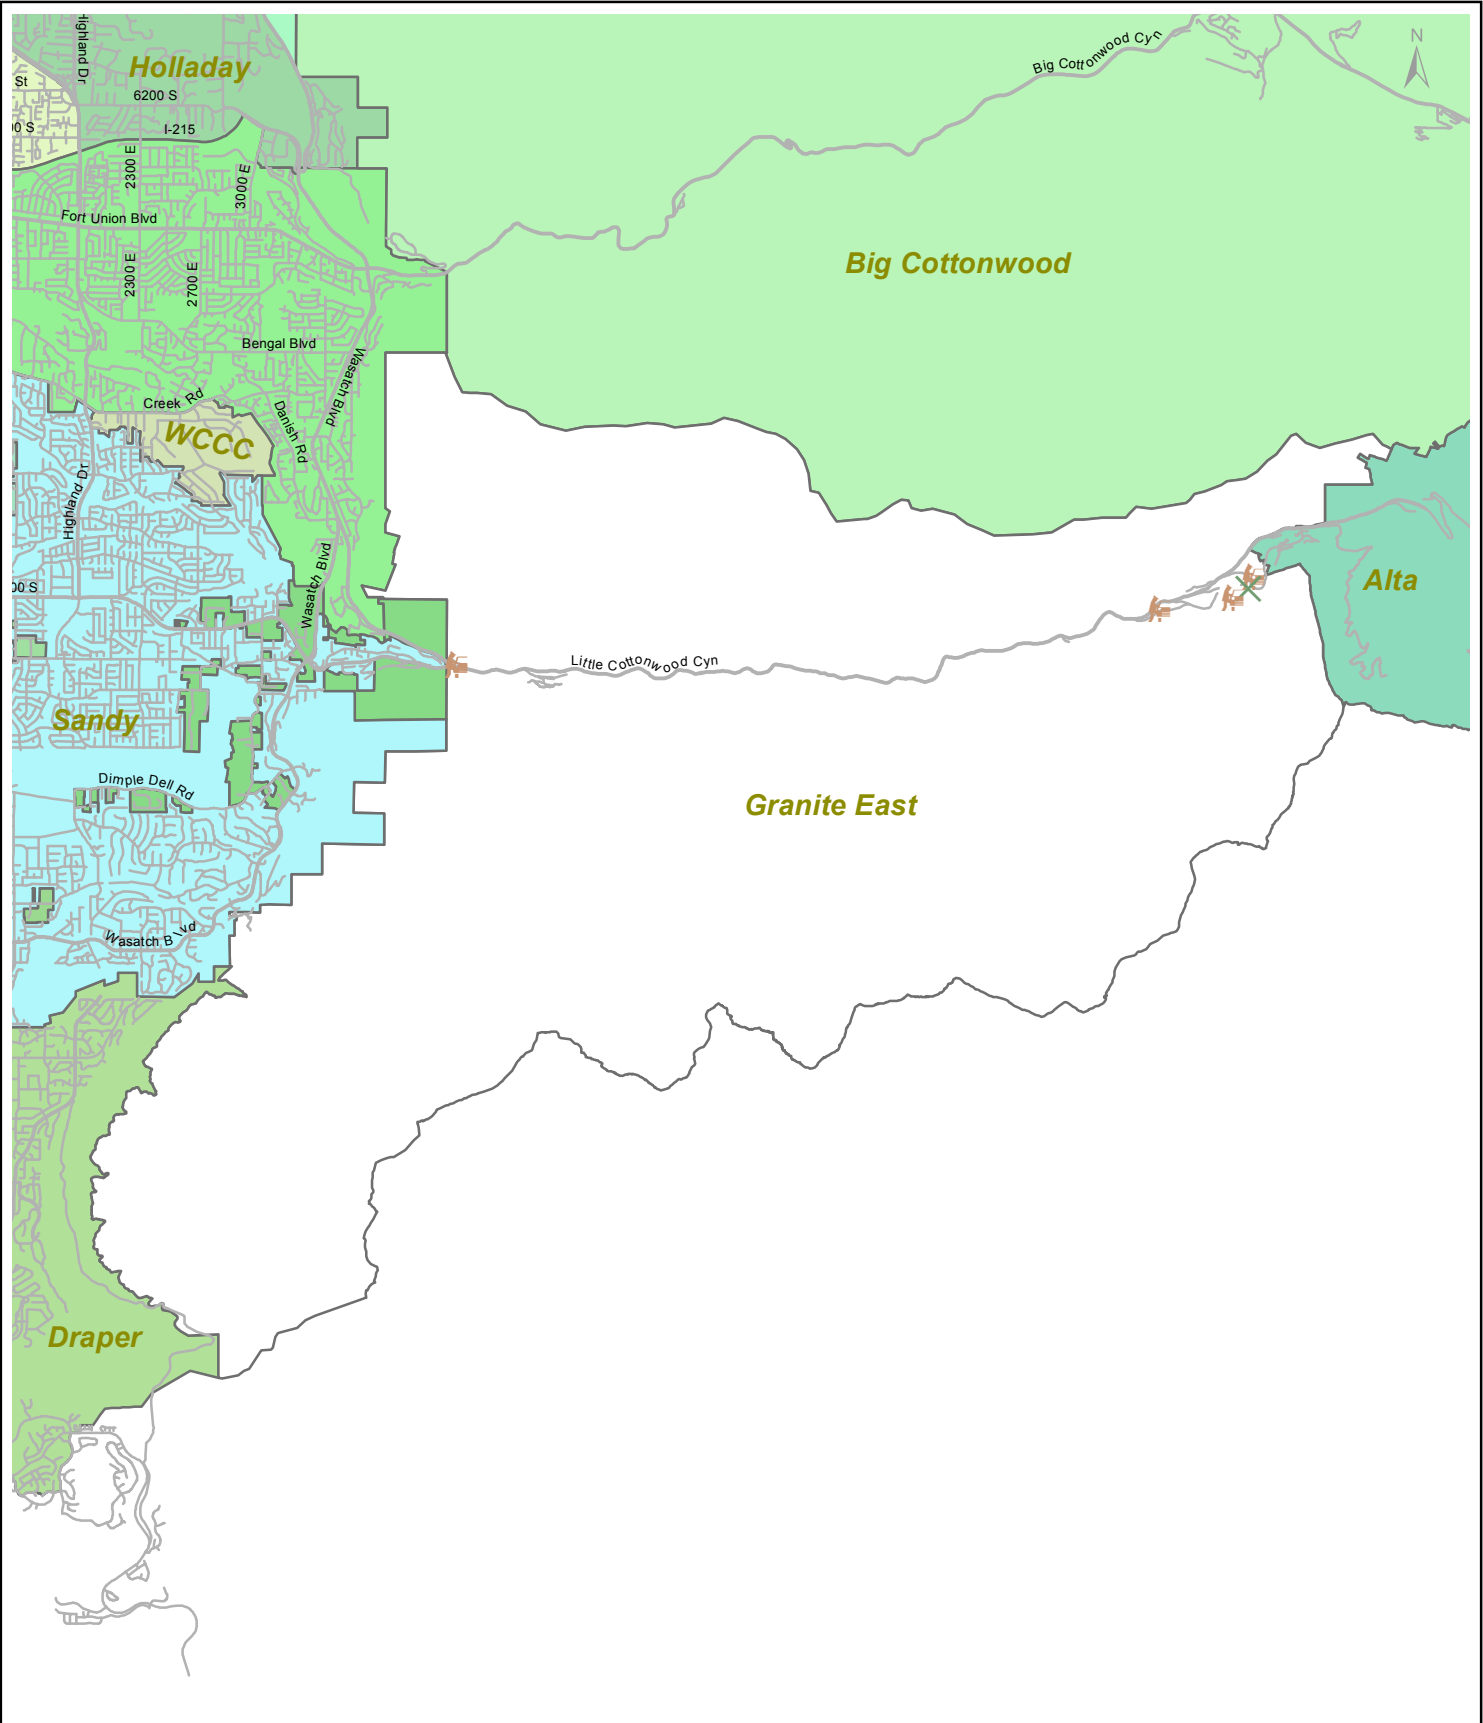 Highland Dr
Holladay
Big Cottonwood Cyn
N
St
6200 S
00 S
I-215
2300 E
3000 E
Fort Union Blvd
2300 E
2700 E
Big Cottonwood
Bengal Blvd
Wasatch Blvd
Creek Rd
Danish Rd
WCCC
Highland Dr
Wasatch Blvd
00 S
Alta
Little Cottonwood Cyn
Sandy
Dimple Dell Rd
Granite East
Wasatch Blvd
Draper